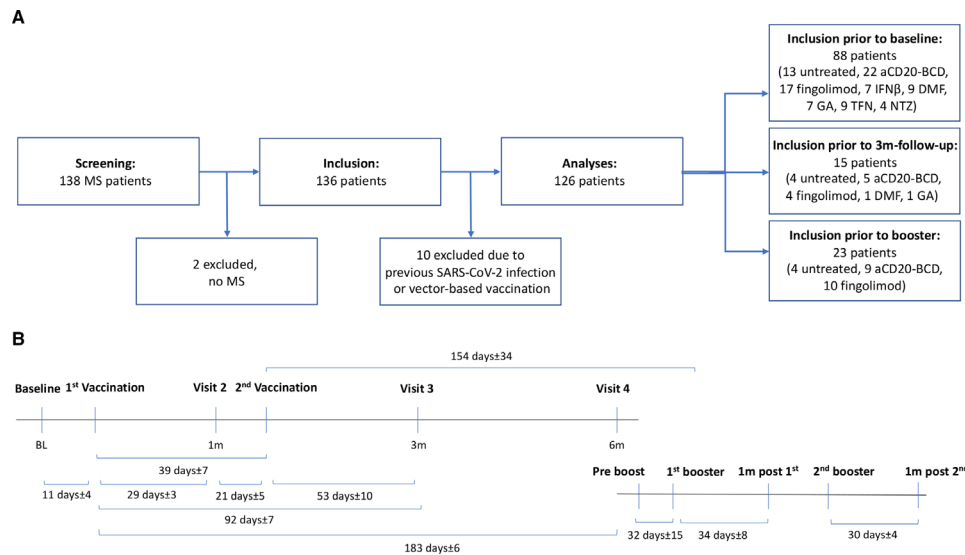 A
Screening:
138 MS patients
2 excluded,
no MS
Inclusion:
136 patients
10 excluded due to
previous SARS-CoV-2 infection
or vector-based vaccination
Analyses:
126 patients
Inclusion prior to baseline:
88 patients
(13 untreated, 22 aCD20-BCD,
17 fingolimod, 7 IFNβ, 9 DMF,
7 GA, 9 TFN, 4 NTZ)
Inclusion prior to 3m-follow-up:
15 patients
(4 untreated, 5 aCD20-BCD,
4 fingolimod, 1 DMF, 1 GA)
Inclusion prior to booster:
23 patients
(4 untreated, 9 aCD20-BCD,
10 fingolimod)
B
154 days±34
Baseline 1st Vaccination Visit 2 2nd Vaccination Visit 3 Visit 4
BL 1m 3m 6m
39 days±7
11 days±4 29 days±3 21 days±5 53 days±10
92 days±7
183 days±6
Pre boost 1st booster 1m post 1st 2nd booster 1m post 2nd
32 days±15 34 days±8 30 days±4